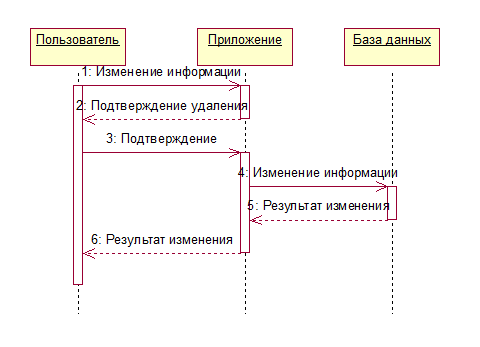 Пользователь
Приложение
База данных
1: Изменение информации
2: Подтверждение удаления
3: Подтверждение
4: Изменение информации
5: Результат изменения
6: Результат изменения